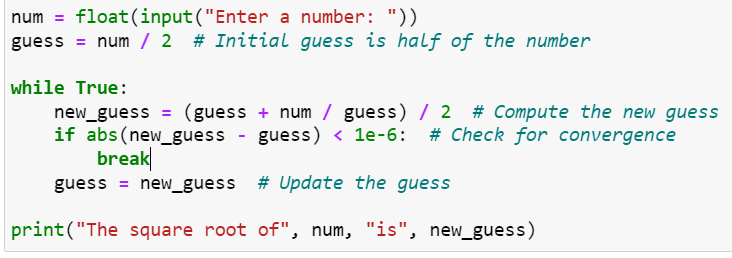 num = float(input("Enter a number: "))
guess = num / 2  # Initial guess is half of the number

while True:
    new_guess = (guess + num / guess) / 2  # Compute the new guess
    if abs(new_guess - guess) < 1e-6:  # Check for convergence
        break
    guess = new_guess  # Update the guess

print("The square root of", num, "is", new_guess)